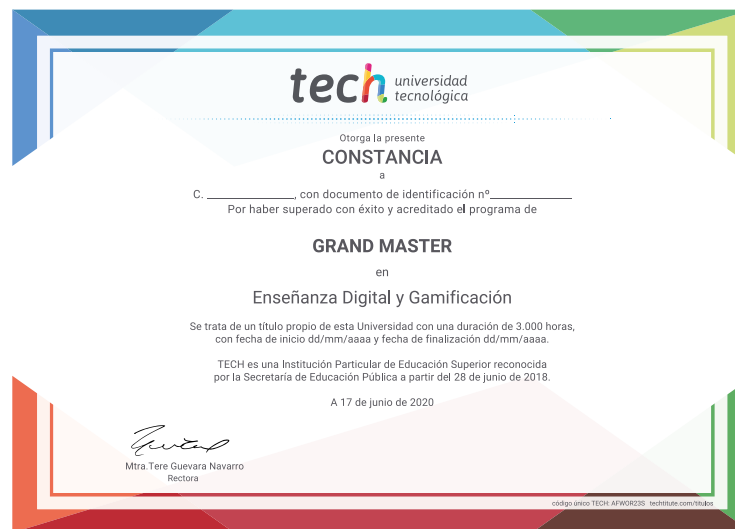 tech universidad
tecnológica
Otorga la presente
CONSTANCIA
a
C. ________________, con documento de identificación nº______________
Por haber superado con éxito y acreditado el programa de
GRAND MASTER
en
Enseñanza Digital y Gamificación
Se trata de un título propio de esta Universidad con una duración de 3.000 horas,
con fecha de inicio dd/mm/aaaa y fecha de finalización dd/mm/aaaa.
TECH es una Institución Particular de Educación Superior reconocida
por la Secretaría de Educación Pública a partir del 28 de junio de 2018.
A 17 de junio de 2020
Mtra.Tere Guevara Navarro
Rectora
código único TECH: AFWOR23S techtitute.com/titulos